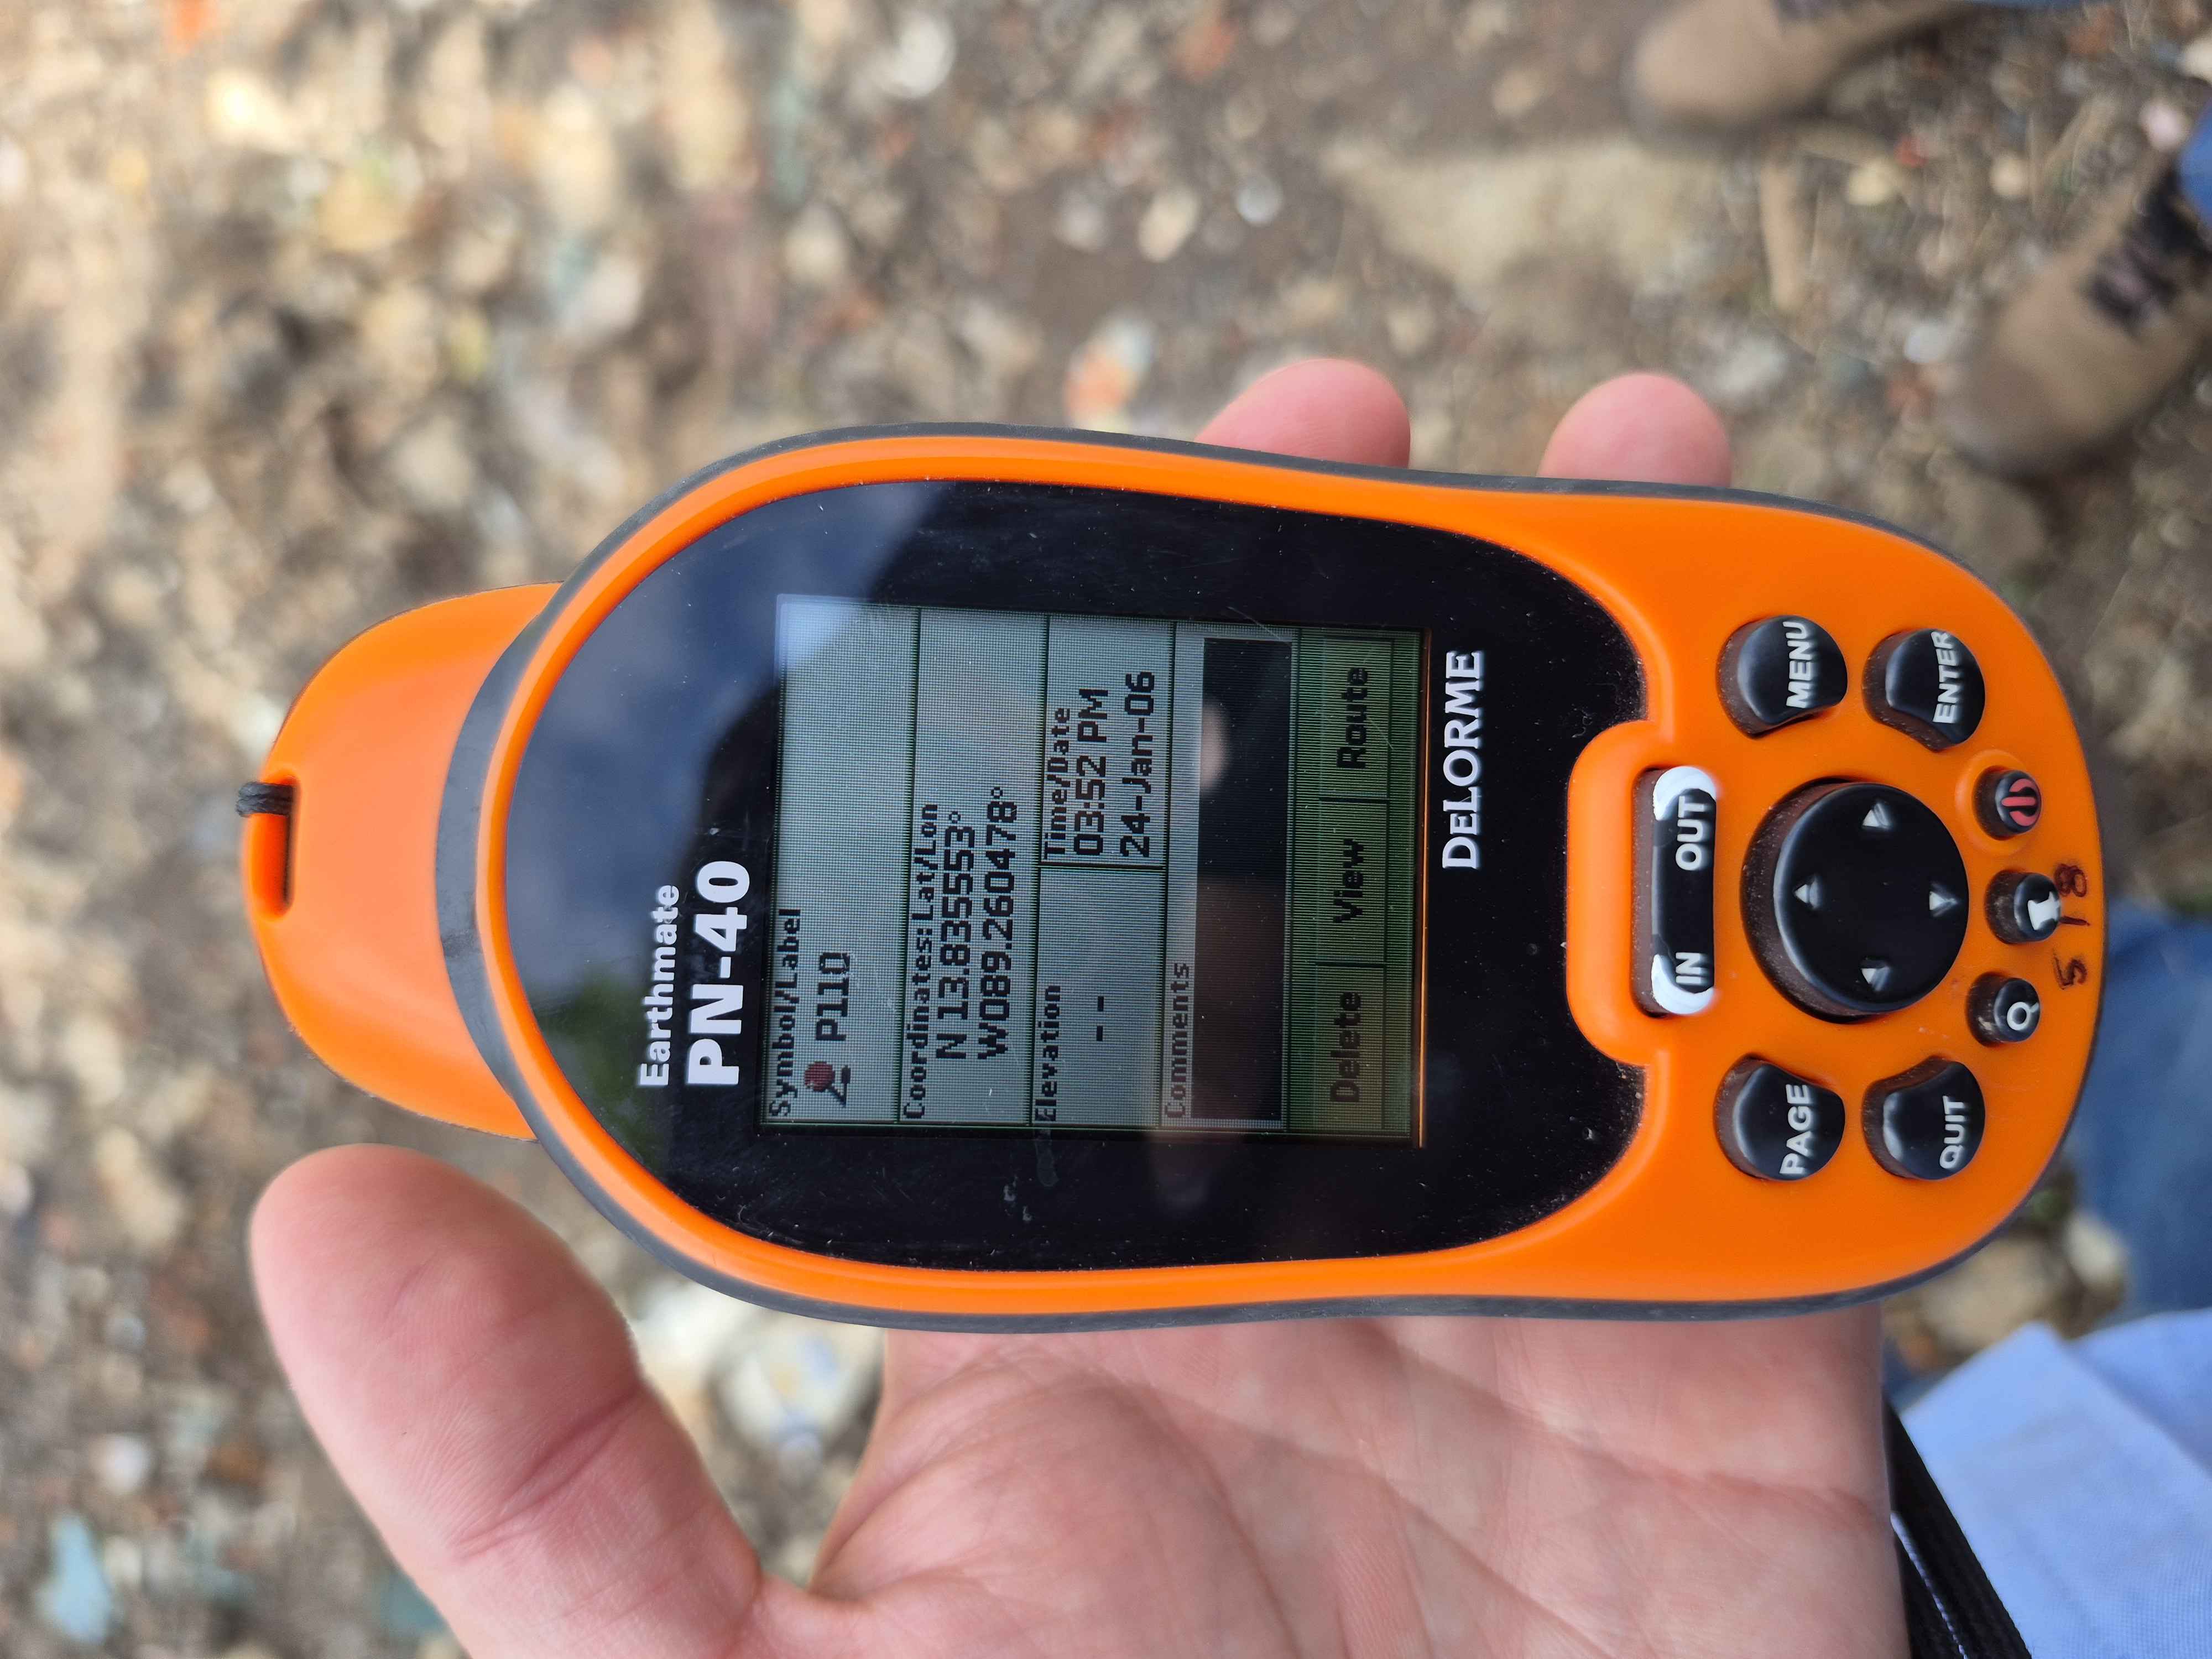 Earthmate
PN-40
Symbol/Label
P110
Coordinates: Lat/Lon
N 13.835553°
W089.260478°
Elevation
--
Time/Date
03:52 PM
24-Jan-06
Comments
Delete View Route
DELORME
IN OUT
PAGE
MENU
QUIT
ENTER
518